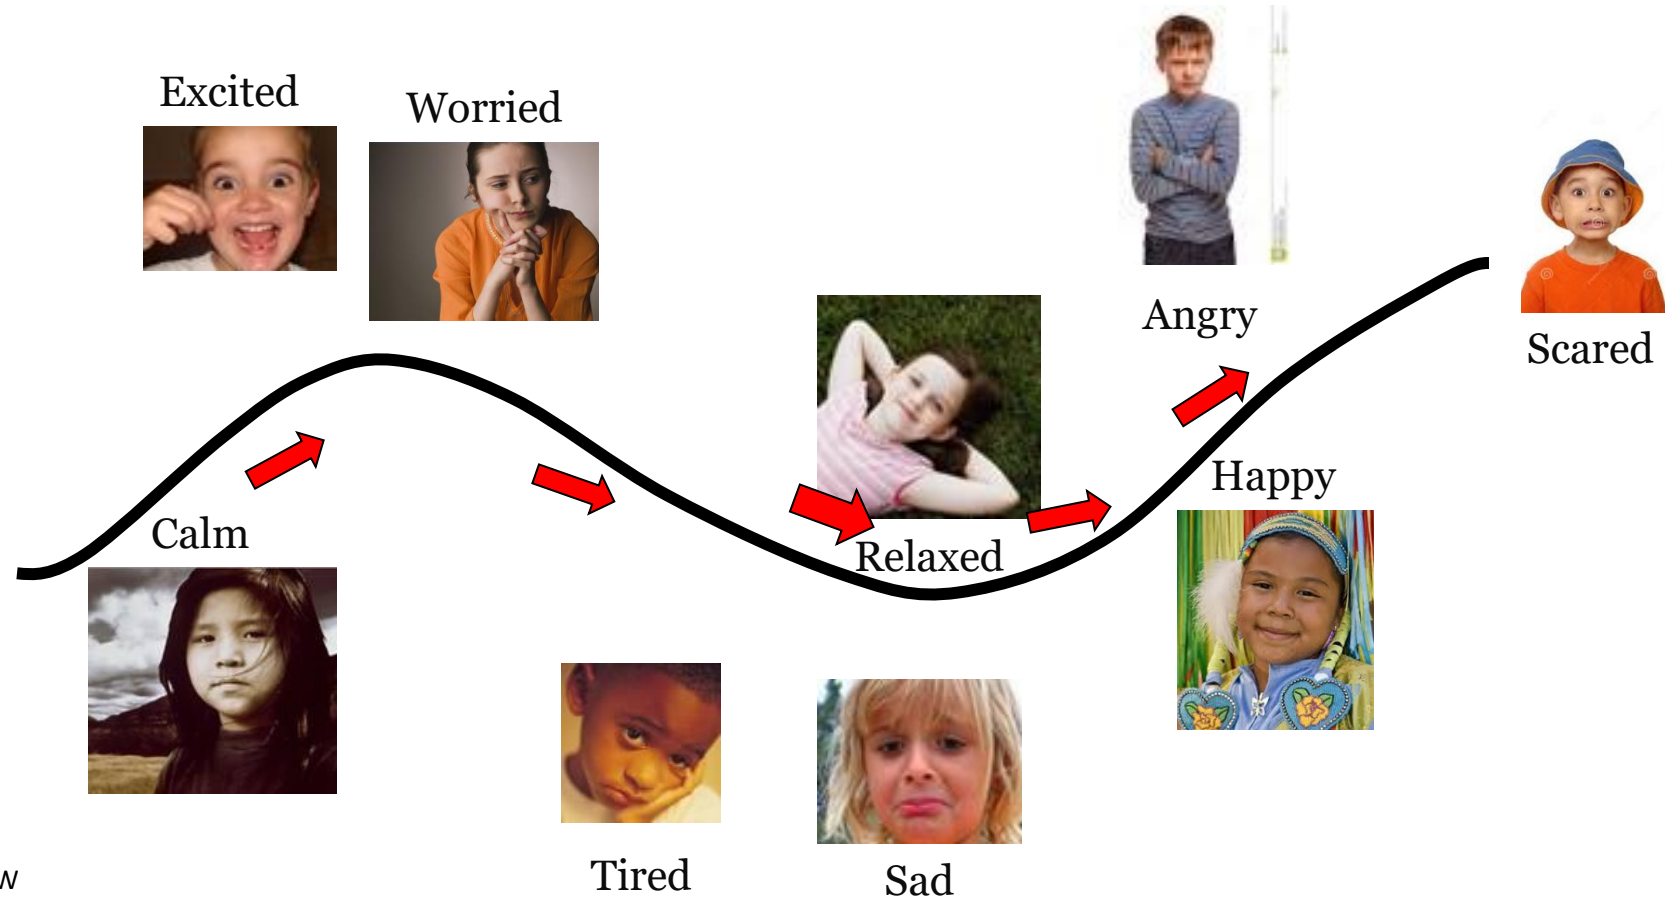 Excited
Worried
Angry
Scared
Happy
Calm
Relaxed
Tired
Sad
W